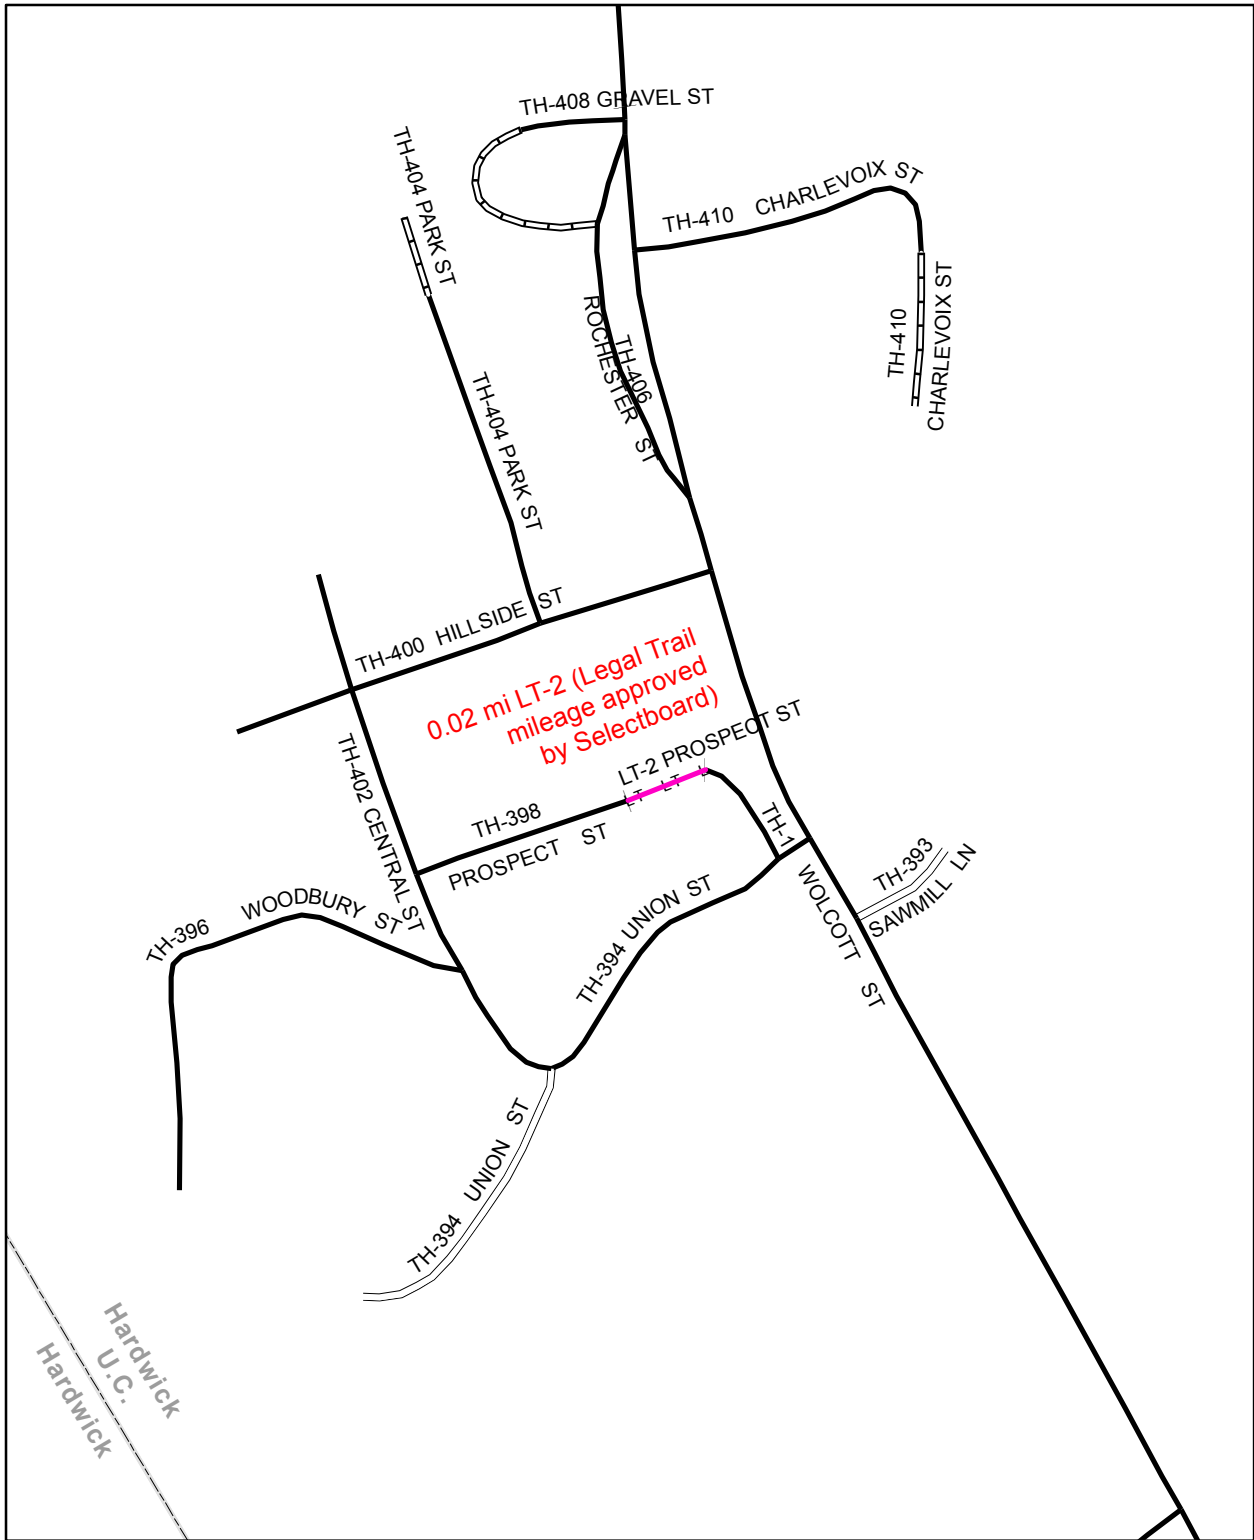 TH-408 GRAVEL ST
TH-404 PARK ST
TH-410 CHARLEVOIX ST
TH-410
CHARLEVOIX ST
TH-406
ROCHESTER ST
TH-404 PARK ST
TH-400 HILLSIDE ST
0.02 mi LT-2 (Legal Trail
mileage approved
by Selectboard)
LT-2 PROSPECT ST
LT LT L
TH-402 CENTRAL ST
TH-398
PROSPECT ST
TH-1
WOLCOTT ST
TH-393
SAWMILL LN
TH-396 WOODBURY ST
TH-394 UNION ST
TH-394 UNION ST
Hardwick
U.C.
Hardwick